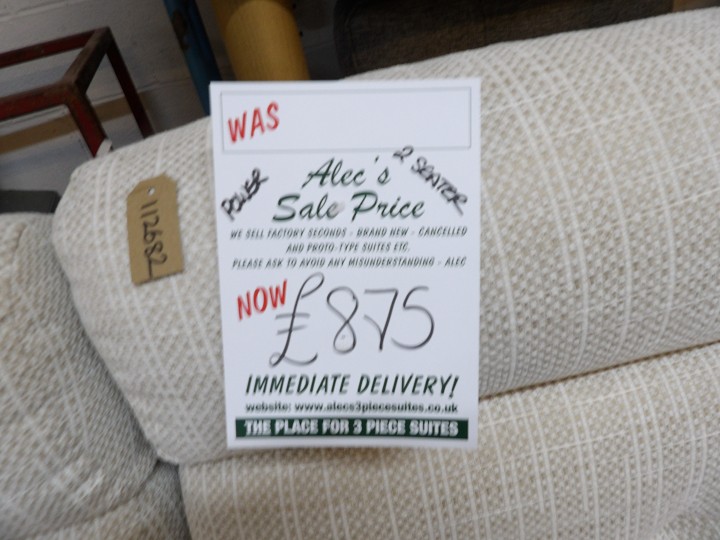 WAS
POWER
2 SEATER
Alec's
Sale Price
WE SELL FACTORY SECONDS - BRAND NEW - CANCELLED
AND PROTO-TYPE SUITES ETC.
PLEASE ASK TO AVOID ANY MISUNDERSTANDING - ALEC
NOW £875
IMMEDIATE DELIVERY!
website: www.alecs3piecesuites.co.uk
THE PLACE FOR 3 PIECE SUITES
112682